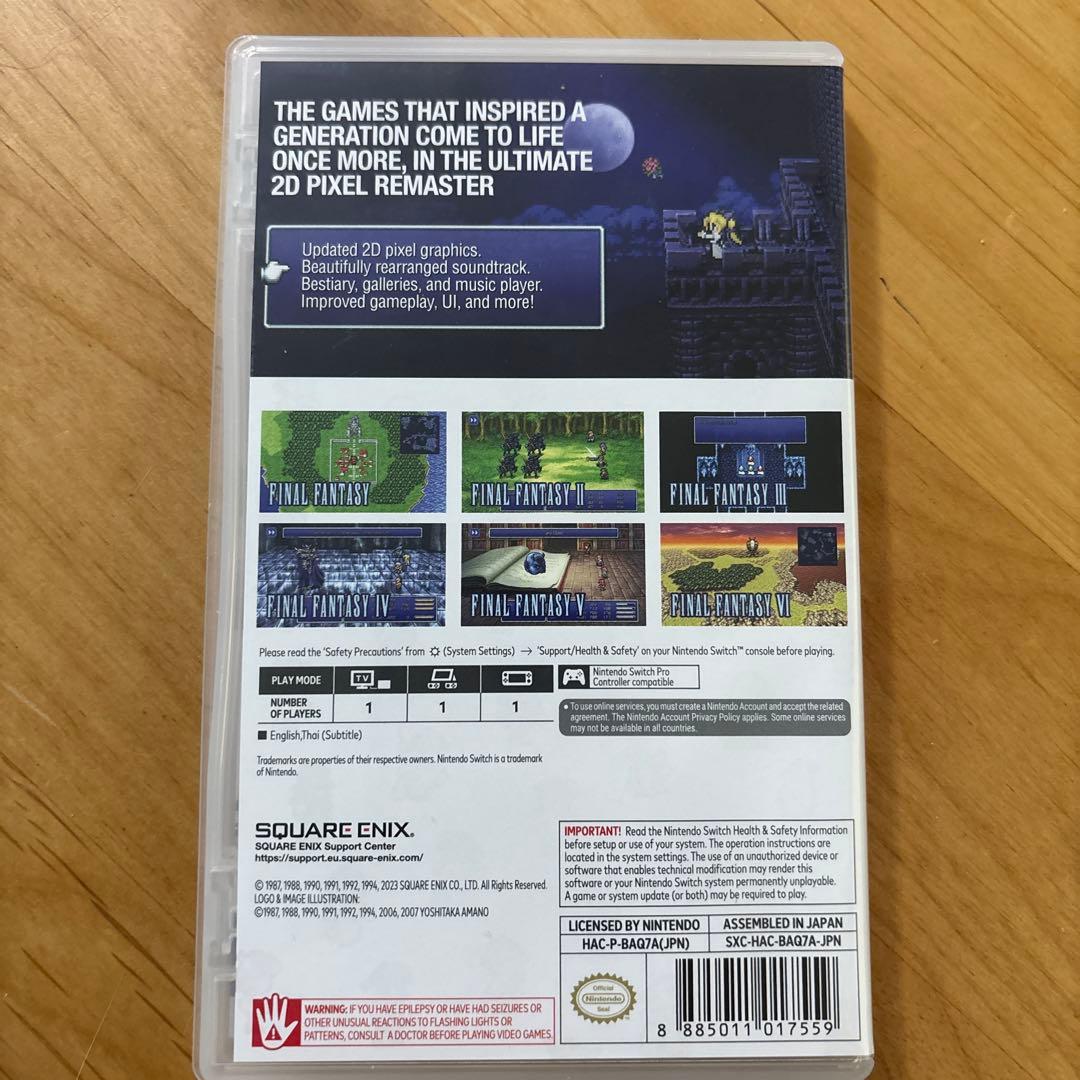 THE GAMES THAT INSPIRED A
GENERATION COME TO LIFE
ONCE MORE, IN THE ULTIMATE
2D PIXEL REMASTER
Updated 2D pixel graphics.
Beautifully rearranged soundtrack.
Bestiary, galleries, and music player.
Improved gameplay, UI, and more!
FINAL FANTASY
FINAL FANTASY II
FINAL FANTASY III
FINAL FANTASY IV
FINAL FANTASY V
FINAL FANTASY VI
Please read the 'Safety Precautions' from (System Settings) → 'Support/Health & Safety' on your Nintendo Switch™ console before playing.
PLAY MODE
TV
NUMBER
OF PLAYERS
1
1
1
Nintendo Switch Pro
Controller compatible
• To use online services, you must create a Nintendo Account and accept the related
agreement. The Nintendo Account Privacy Policy applies. Some online services
may not be available in all countries.
■ English,Thai (Subtitle)
Trademarks are properties of their respective owners. Nintendo Switch is a trademark
of Nintendo.
SQUARE ENIX®
SQUARE ENIX Support Center
https://support.eu.square-enix.com/
© 1987, 1988, 1990, 1991, 1992, 1994, 2023 SQUARE ENIX CO., LTD. All Rights Reserved.
LOGO & IMAGE ILLUSTRATION:
©1987, 1988, 1990, 1991, 1992, 1994, 2006, 2007 YOSHITAKA AMANO
IMPORTANT! Read the Nintendo Switch Health & Safety Information
before setup or use of your system. The operation instructions are
located in the system settings. The use of an unauthorized device or
software that enables technical modification may render this
software or your Nintendo Switch system permanently unplayable.
A game or system update (or both) may be required to play.
LICENSED BY NINTENDO
ASSEMBLED IN JAPAN
HAC-P-BAQ7A(JPN)
SXC-HAC-BAQ7A-JPN
Official
Nintendo
Seal
8 885011 017559
WARNING: IF YOU HAVE EPILEPSY OR HAVE HAD SEIZURES OR
OTHER UNUSUAL REACTIONS TO FLASHING LIGHTS OR
PATTERNS, CONSULT A DOCTOR BEFORE PLAYING VIDEO GAMES.